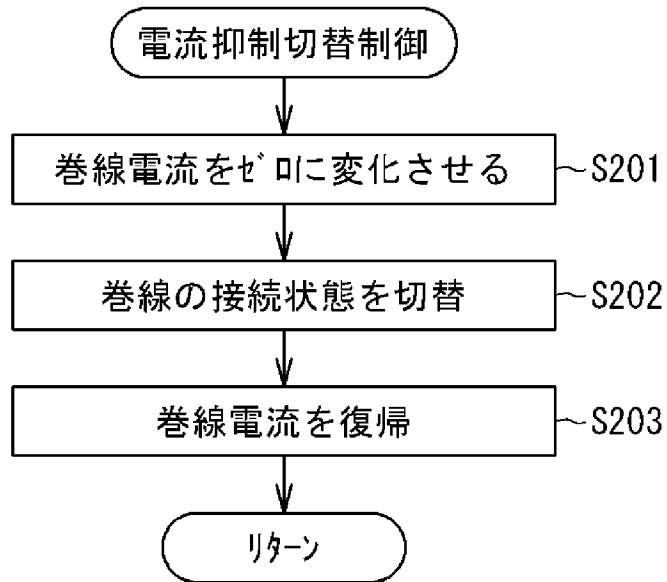 電流抑制切替制御
巻線電流をｾﾞﾛに変化させる
S201
巻線の接続状態を切替
S202
巻線電流を復帰
S203
ﾘﾀｰﾝ